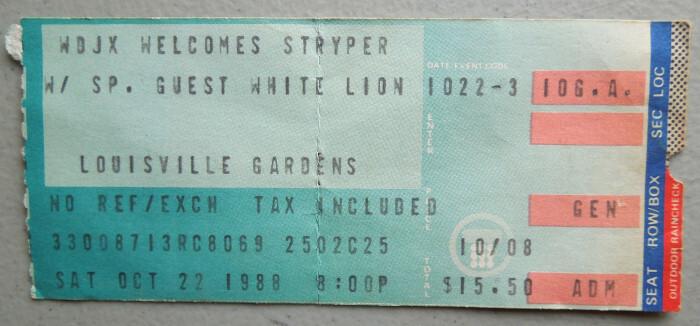 WDJX WELCOMES STRYPER
W/ SP. GUEST WHITE LION
DATE EVENT CODE
1022-3 10G.A.
LOUISVILLE GARDENS
ENTER
NO REF/EXCH TAX INCLUDED
GEN
33008713RC8069 2502C25
10/08
SAT OCT 22 1988 8:00P
TOTAL
$15.50 ADM
SEAT ROW/BOX SEC LOC
OUTDOOR RAINCHECK